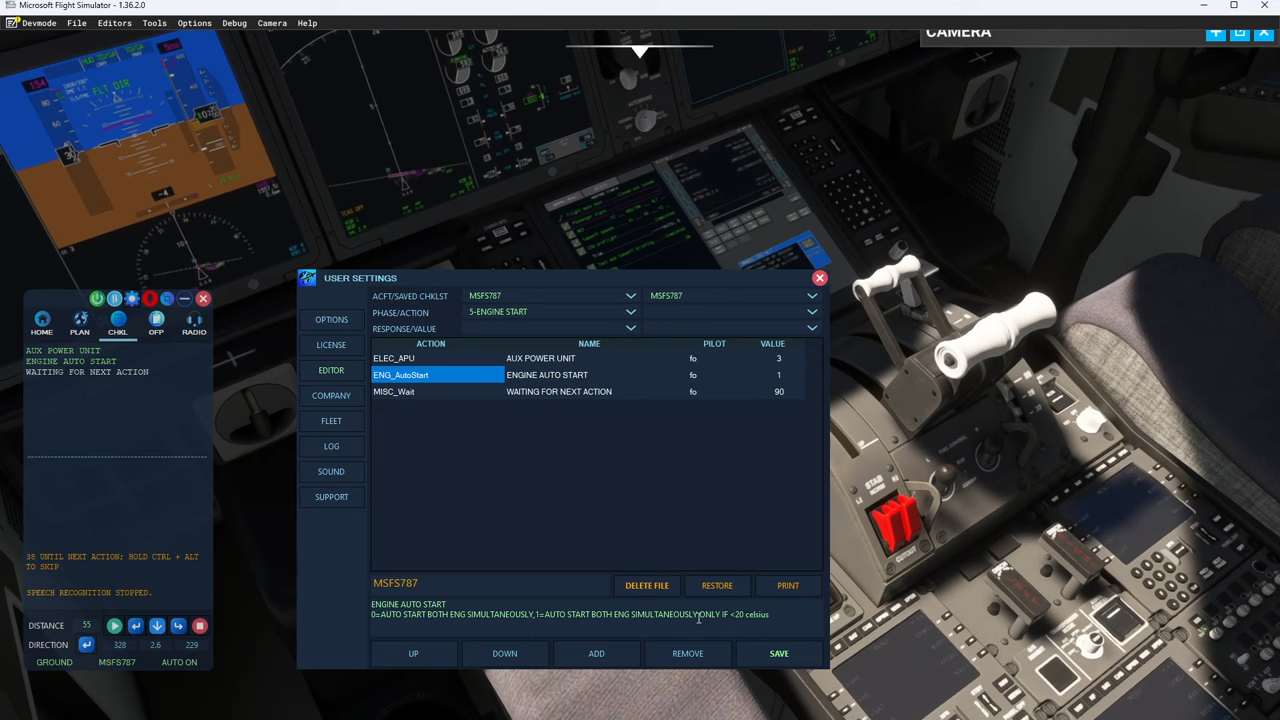 Microsoft Flight Simulator - 1.36.2.0
Devmode File Editors Tools Options Debug Camera Help
CAMERA
154
FLT DIR
USER SETTINGS
ACFT/SAVED CHKLST MSFS787 MSFS787
PHASE/ACTION 5-ENGINE START
RESPONSE/VALUE
OPTIONS
LICENSE
EDITOR
COMPANY
FLEET
LOG
SOUND
SUPPORT
ACTION NAME PILOT VALUE
ELEC_APU AUX POWER UNIT fo 3
ENG_AutoStart ENGINE AUTO START fo 1
MISC_Wait WAITING FOR NEXT ACTION fo 90
MSFS787 DELETE FILE RESTORE PRINT
ENGINE AUTO START
0=AUTO START BOTH ENG SIMULTANEOUSLY,1=AUTO START BOTH ENG SIMULTANEOUSLY ONLY IF <20 celsius
UP DOWN ADD REMOVE SAVE
HOME PLAN CHKL OFP RADIO
AUX POWER UNIT
ENGINE AUTO START
WAITING FOR NEXT ACTION
38 UNTIL NEXT ACTION; HOLD CTRL + ALT
TO SKIP
SPEECH RECOGNITION STOPPED.
DISTANCE 55
DIRECTION 328 2.6 229
GROUND MSFS787 AUTO ON
STAB
CUTOUT